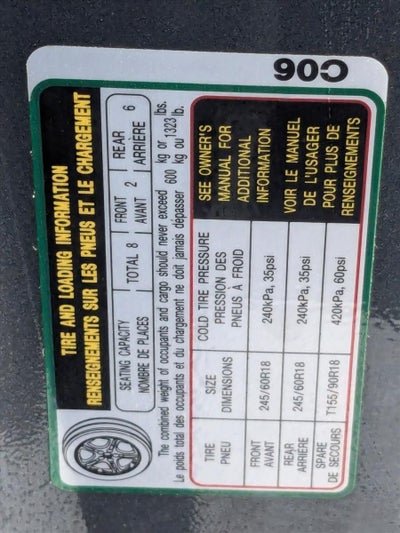 TIRE AND LOADING INFORMATION
RENSEIGNEMENTS SUR LES PNEUS ET LE CHARGEMENT
SEATING CAPACITY
NOMBRE DE PLACES
TOTAL 8
FRONT
AVANT
2
REAR
ARRIÈRE
6
The combined weight of occupants and cargo should never exceed 600 kg or 1323 lbs.
Le poids total des occupants et du chargement ne doit jamais dépasser 600 kg ou 1323 lb.
TIRE
PNEU
SIZE
DIMENSIONS
COLD TIRE PRESSURE
PRESSION DES
PNEUS À FROID
SEE OWNER'S
MANUAL FOR
ADDITIONAL
INFORMATION
VOIR LE MANUEL
DE L'USAGER
POUR PLUS DE
RENSEIGNEMENTS
FRONT
AVANT
245/60R18
240kPa, 35psi
REAR
ARRIÈRE
245/60R18
240kPa, 35psi
SPARE
DE SECOURS
T155/90R18
420kPa, 60psi
C06